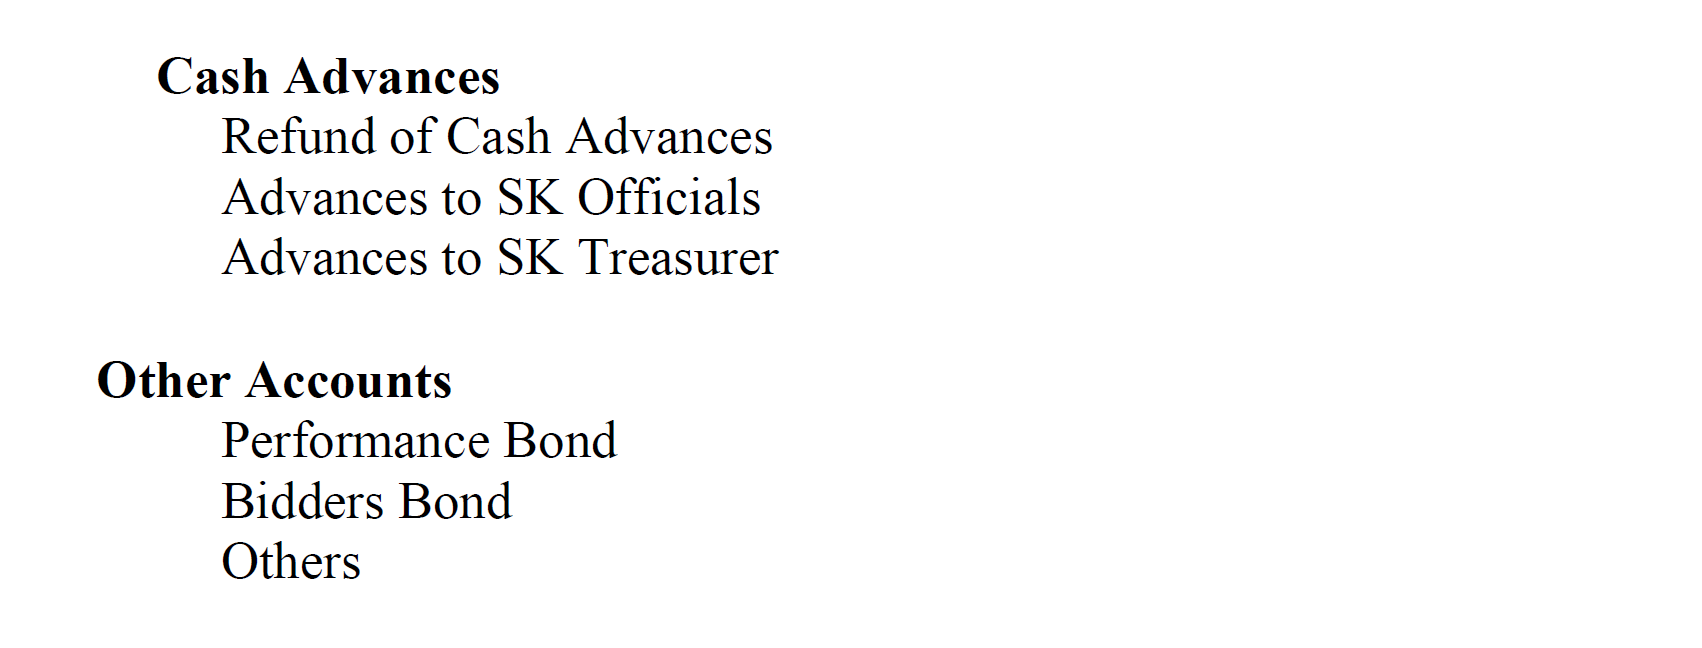 Cash Advances
Refund of Cash Advances
Advances to SK Officials
Advances to SK Treasurer
Other Accounts
Performance Bond
Bidders Bond
Others